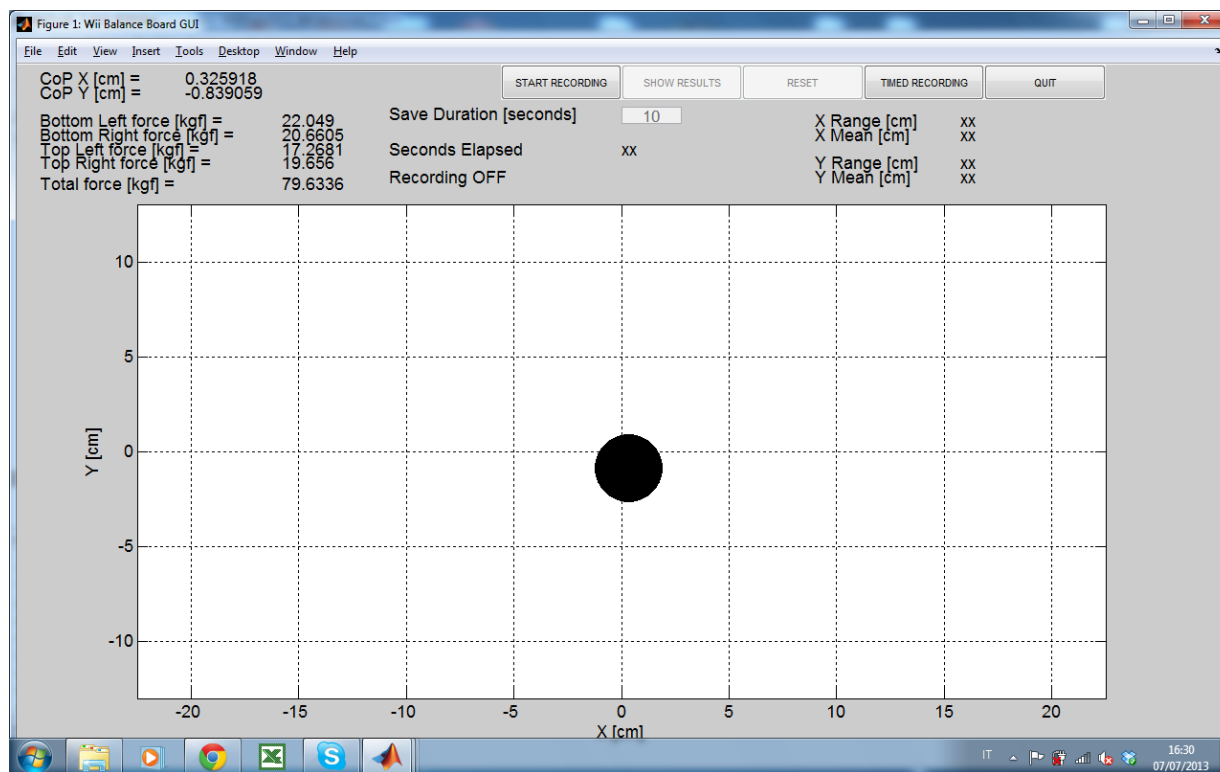 Figure 1: Wii Balance Board GUI
File Edit View Insert Tools Desktop Window Help
CoP X [cm] = 0.325918
CoP Y [cm] = -0.839059
START RECORDING SHOW RESULTS RESET TIMED RECORDING QUIT
Bottom Left force [kgf] = 22.049
Bottom Right force [kgf] = 20.6605
Top Left force [kgf] = 17.2681
Top Right force [kgf] = 19.656
Total force [kgf] = 79.6336
Save Duration [seconds] 10
Seconds Elapsed xx
Recording OFF
X Range [cm] xx
X Mean [cm] xx
Y Range [cm] xx
Y Mean [cm] xx
10
5
0
-5
-10
Y [cm]
-20 -15 -10 -5 0 5 10 15 20
X [cm]
IT 16:30
07/07/2013